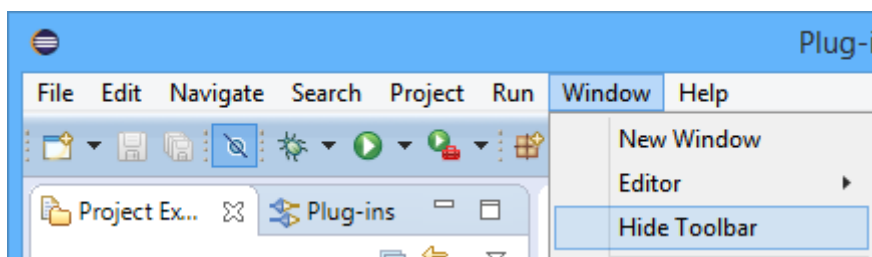 Plug-i
File Edit Navigate Search Project Run Window Help
New Window
Editor
Project Ex... Plug-ins
Hide Toolbar